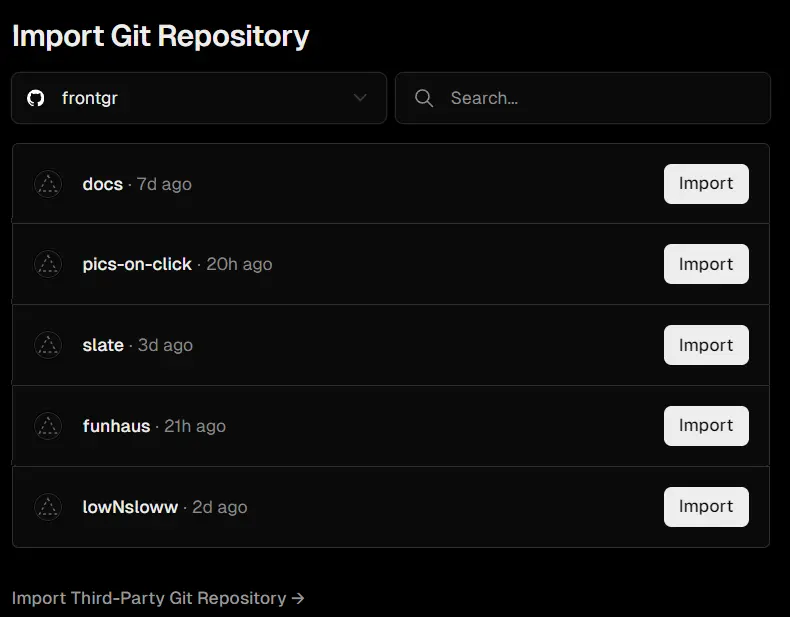 Import Git Repository
frontgr Search...
docs · 7d ago Import
pics-on-click · 20h ago Import
slate · 3d ago Import
funhaus · 21h ago Import
lowNsloww · 2d ago Import
Import Third-Party Git Repository →